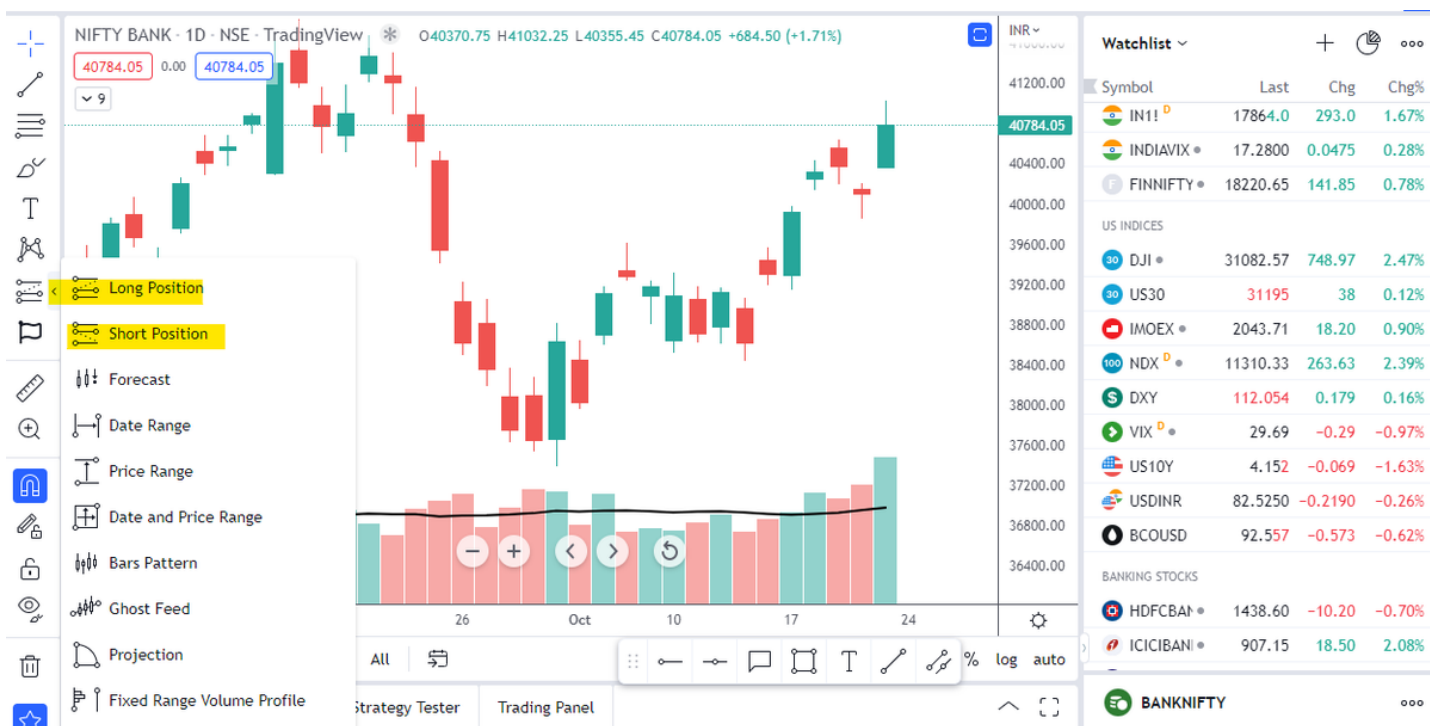 NIFTY BANK · 1D · NSE · TradingView O40370.75 H41032.25 L40355.45 C40784.05 +684.50 (+1.71%)
40784.05 0.00 40784.05
9
INR
41200.00
40784.05
40400.00
40000.00
39600.00
39200.00
38800.00
38400.00
38000.00
37600.00
37200.00
36800.00
36400.00
26 Oct 10 17 24
Long Position
Short Position
Forecast
Date Range
Price Range
Date and Price Range
Bars Pattern
Ghost Feed
Projection
Fixed Range Volume Profile
All
% log auto
Strategy Tester Trading Panel
Watchlist
Symbol Last Chg Chg%
IN1! D 17864.0 293.0 1.67%
INDIAVIX 17.2800 0.0475 0.28%
F FINNIFTY 18220.65 141.85 0.78%
US INDICES
30 DJI 31082.57 748.97 2.47%
30 US30 31195 38 0.12%
IMOEX 2043.71 18.20 0.90%
100 NDX D 11310.33 263.63 2.39%
S DXY 112.054 0.179 0.16%
VIX D 29.69 −0.29 −0.97%
US10Y 4.152 −0.069 −1.63%
USDINR 82.5250 −0.2190 −0.26%
BCOUSD 92.557 −0.573 −0.62%
BANKING STOCKS
HDFCBAN 1438.60 −10.20 −0.70%
ICICIBANI 907.15 18.50 2.08%
BANKNIFTY